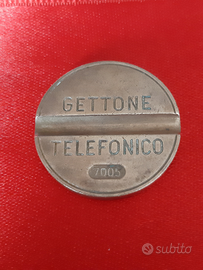 GETTONE
TELEFONICO
7005
subito